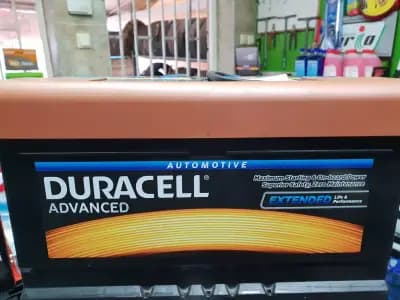 AUTOMOTIVE
DURACELL®
ADVANCED
Maximum Starting & On-board Power
Superior Safety, Zero Maintenance
EXTENDED Life & Performance